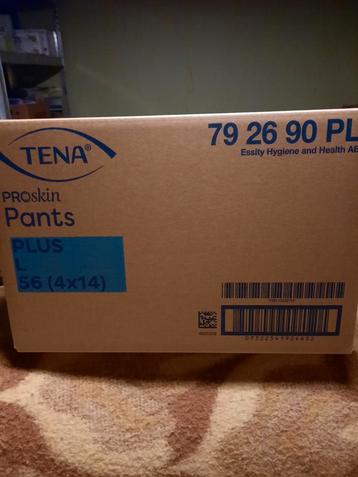 TENA®
79 26 90 PL
Essity Hygiene and Health AB
PROskin
Pants
PLUS
L
56 (4x14)